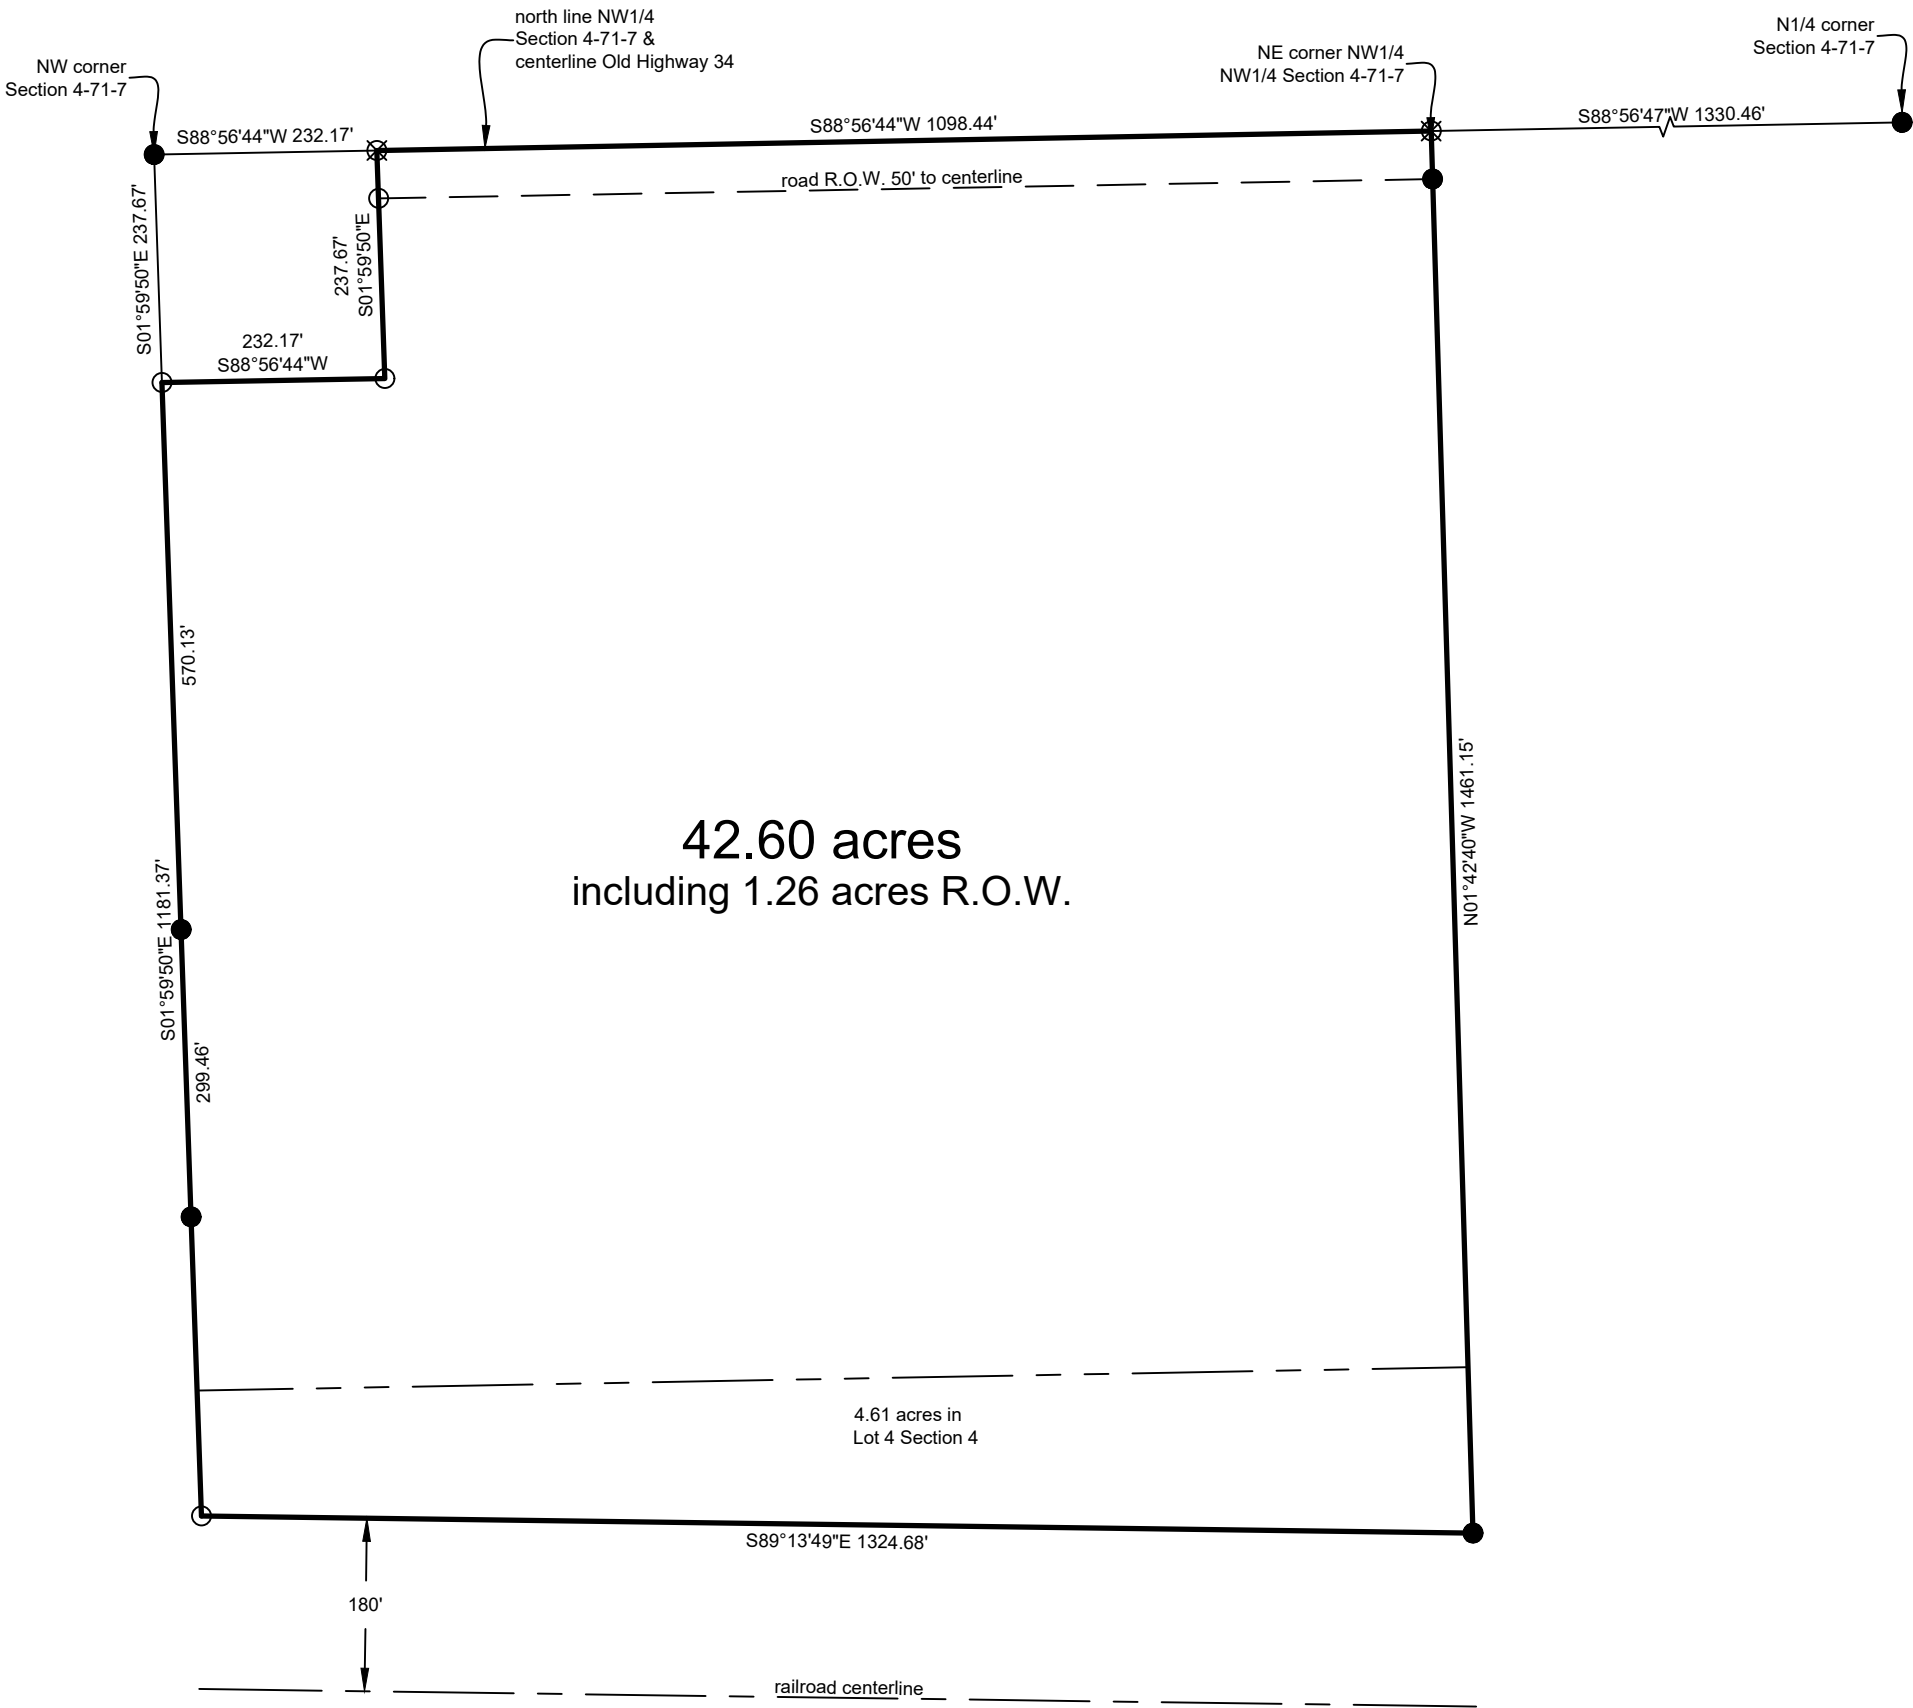 north line NW1/4
Section 4-71-7 &
centerline Old Highway 34
N1/4 corner
Section 4-71-7
NE corner NW1/4
NW1/4 Section 4-71-7
NW corner
Section 4-71-7
S88°56'44"W 232.17'
S88°56'44"W 1098.44'
S88°56'47"W 1330.46'
road R.O.W. 50' to centerline
S01°59'50"E 237.67'
237.67'
S01°59'50"E
232.17'
S88°56'44"W
570.13'
N01°42'40"W 1461.15'
42.60 acres
including 1.26 acres R.O.W.
S01°59'50"E 1181.37'
299.46'
4.61 acres in
Lot 4 Section 4
S89°13'49"E 1324.68'
180'
railroad centerline